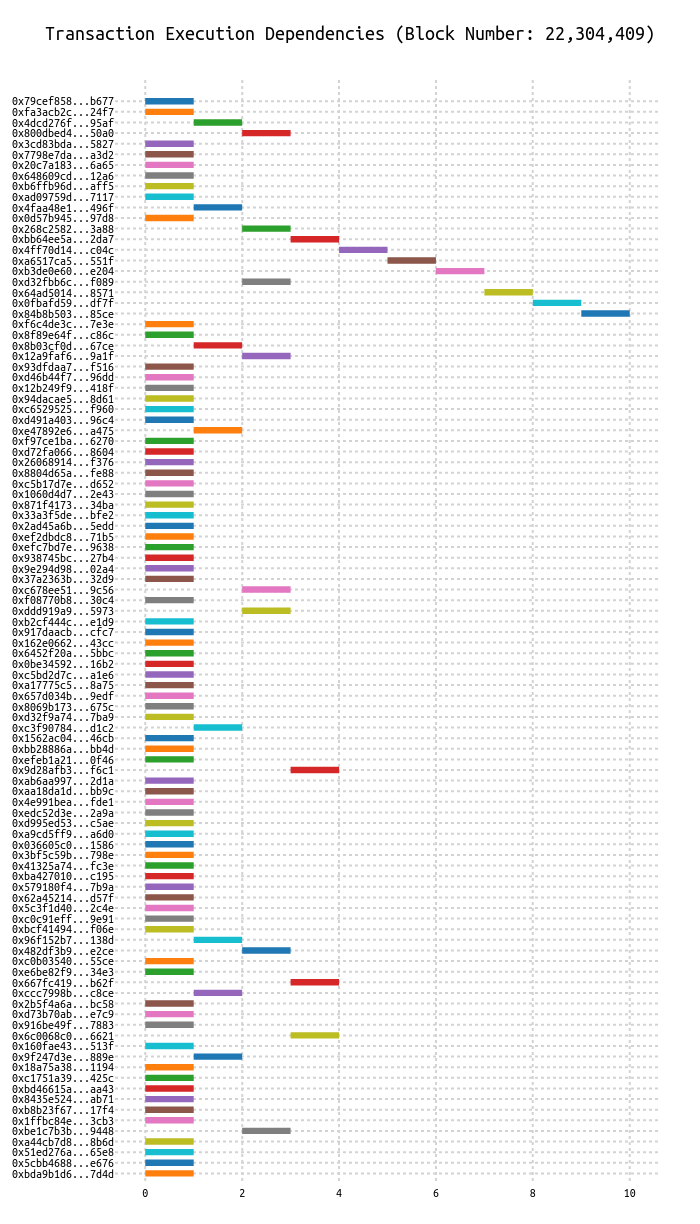 Transaction Execution Dependencies (Block Number: 22,304,409)
0x79cef858...b677
0xfa3acb2c...24f7
0x4dcd276f...95af
0x800dbed4...50a0
0x3cd83bda...5827
0x7798e7da...a3d2
0x20c7a183...6a65
0x648609cd...12a6
0xb6ffb96d...aff5
0xad09759d...7117
0x4faa48e1...496f
0x0d57b945...97d8
0x268c2582...3a88
0xbb64ee5a...2da7
0x4ff70d14...c04c
0xa6517ca5...551f
0xb3de0e60...e204
0xd32fbb6c...f089
0x64ad5014...8571
0x0fbafd59...df7f
0x84b8b503...85ce
0xf6c4de3c...7e3e
0x8f89e64f...c86c
0x8b03cf0d...67ce
0x12a9faf6...9a1f
0x93dfdaa7...f516
0xd46b44f7...96dd
0x12b249f9...418f
0x94dacae5...8d61
0xc6529525...f960
0xd491a403...96c4
0xe47892e6...a475
0xf97ce1ba...6270
0xd72fa066...8604
0x26068914...f376
0x8804d65a...fe88
0xc5b17d7e...d652
0x1060d4d7...2e43
0x871f4173...34ba
0x33a3f5de...bfe2
0x2ad45a6b...5edd
0xef2dbdc8...71b5
0xefc7bd7e...9638
0x938745bc...27b4
0x9e294d98...02a4
0x37a2363b...32d9
0xc678ee51...9c56
0xf08770b8...30c4
0xddd919a9...5973
0xb2cf444c...e1d9
0x917daacb...cfc7
0x162e0662...43cc
0x6452f20a...5bbc
0x0be34592...16b2
0xc5bd2d7c...a1e6
0xa17775c5...8a75
0x657d034b...9edf
0x8069b173...675c
0xd32f9a74...7ba9
0xc3f90784...d1c2
0x1562ac04...46cb
0xbb28886a...bb4d
0xefeb1a21...0f46
0x9d28afb3...f6c1
0xab6aa997...2d1a
0xaa18da1d...bb9c
0x4e991bea...fde1
0xedc52d3e...2a9a
0xd995ed53...c5ae
0xa9cd5ff9...a6d0
0x036605c0...1586
0x3bf5c59b...798e
0x41325a74...fc3e
0xba427010...c195
0x579180f4...7b9a
0x62a45214...d57f
0x5c3f1d40...2c4e
0xc0c91eff...9e91
0xbcf41494...f06e
0x96f152b7...138d
0x482df3b9...e2ce
0xc0b03540...55ce
0xe6be82f9...34e3
0x667fc419...b62f
0xccc7998b...c8ce
0x2b5f4a6a...bc58
0xd73b70ab...e7c9
0x916be49f...7883
0x6c0068c0...6621
0x160fae43...513f
0x9f247d3e...889e
0x18a75a38...1194
0xc1751a39...425c
0xbd46615a...aa43
0x8435e524...ab71
0xb8b23f67...17f4
0x1ffbc84e...3cb3
0xbe1c7b3b...9448
0xa44cb7d8...8b6d
0x51ed276a...65e8
0x5cbb4688...e676
0xbda9b1d6...7d4d
0 2 4 6 8 10